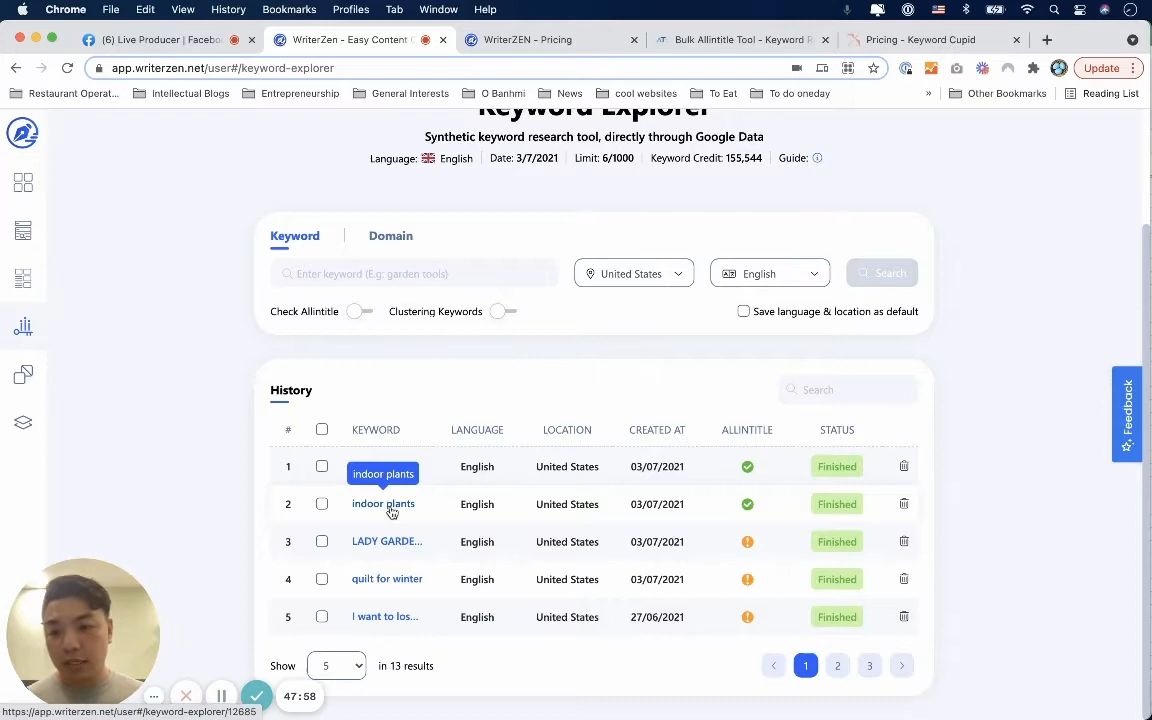 Chrome File Edit View History Bookmarks Profiles Tab Window Help
(6) Live Producer | Facebo
WriterZen - Easy Content C
WriterZEN - Pricing
Bulk Allintitle Tool - Keyword R
Pricing - Keyword Cupid
app.writerzen.net/user#/keyword-explorer
Update
Restaurant Operat... Intellectual Blogs Entrepreneurship General Interests O Banhmi News cool websites To Eat To do oneday » Other Bookmarks Reading List
Keyword Explorer
Synthetic keyword research tool, directly through Google Data
Language: English Date: 3/7/2021 Limit: 6/1000 Keyword Credit: 155,544 Guide:
Keyword Domain
Enter keyword (E.g: garden tools) United States English Search
Check Allintitle Clustering Keywords Save language & location as default
History Search
# KEYWORD LANGUAGE LOCATION CREATED AT ALLINTITLE STATUS
1 English United States 03/07/2021 Finished
indoor plants
2 indoor plants English United States 03/07/2021 Finished
3 LADY GARDE... English United States 03/07/2021 Finished
4 quilt for winter English United States 03/07/2021 Finished
5 I want to los... English United States 27/06/2021 Finished
Show 5 in 13 results 1 2 3
Feedback
47:58
https://app.writerzen.net/user#/keyword-explorer/12685